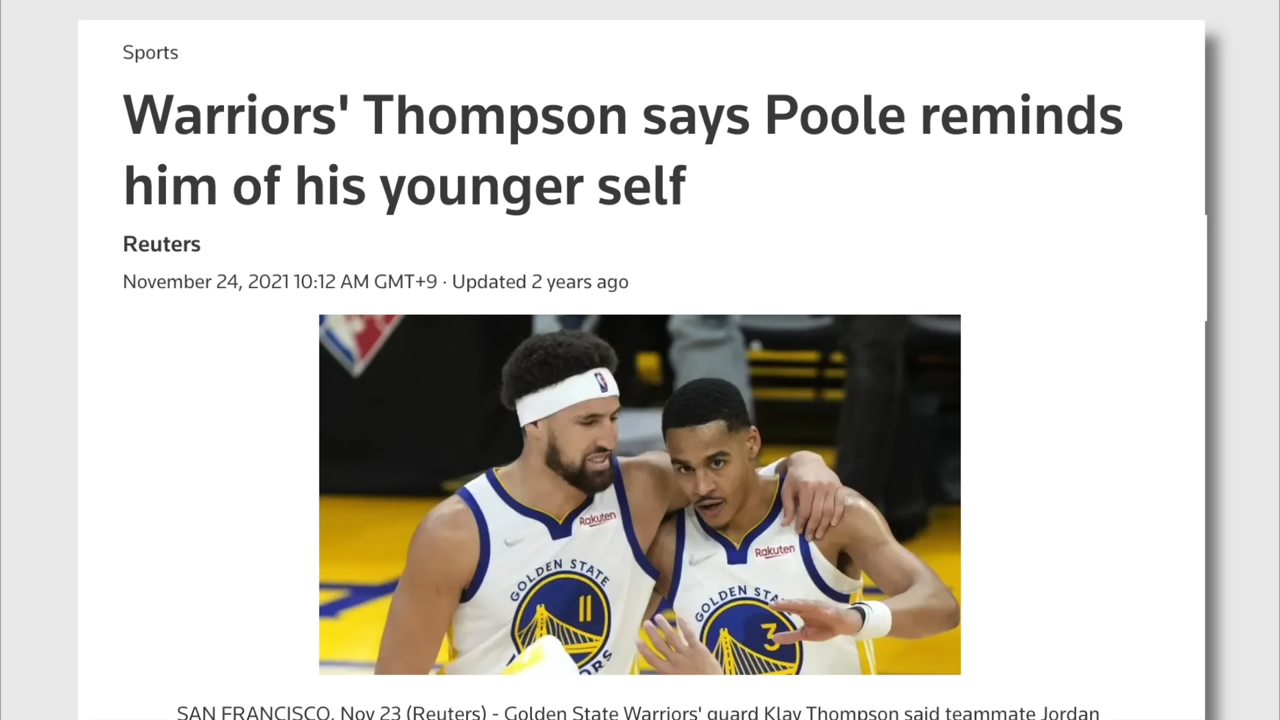 Sports
Warriors' Thompson says Poole reminds
him of his younger self
Reuters
November 24, 2021 10:12 AM GMT+9 · Updated 2 years ago
Rakuten
Rakuten
GOLDEN STATE
11
GOLDEN STA
3
ORS
SAN FRANCISCO, Nov 23 (Reuters) - Golden State Warriors' guard Klay Thompson said teammate Jordan